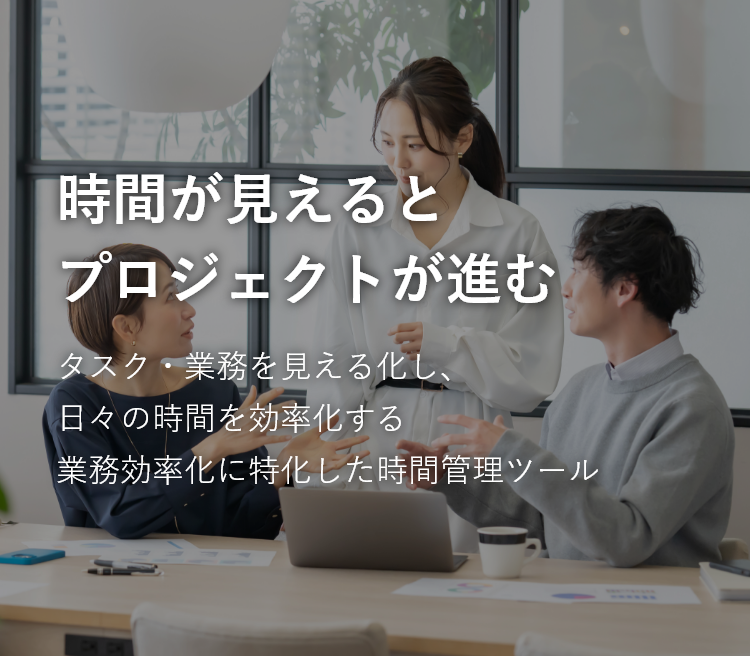 時間が見えると
プロジェクトが進む
タスク・業務を見える化し、
日々の時間を効率化する
業務効率化に特化した時間管理ツール